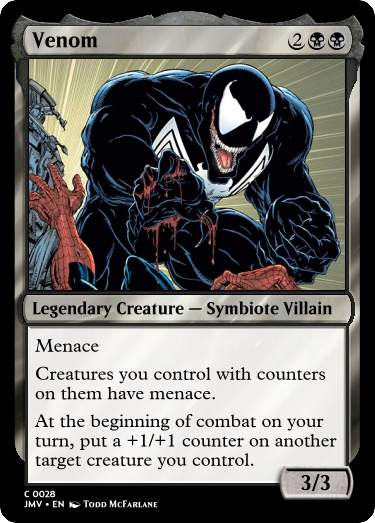 Venom 2
Legendary Creature — Symbiote Villain
Menace
Creatures you control with counters
on them have menace.
At the beginning of combat on your
turn, put a +1/+1 counter on another
target creature you control.
3/3
C 0028
JMV • EN Todd McFarlane